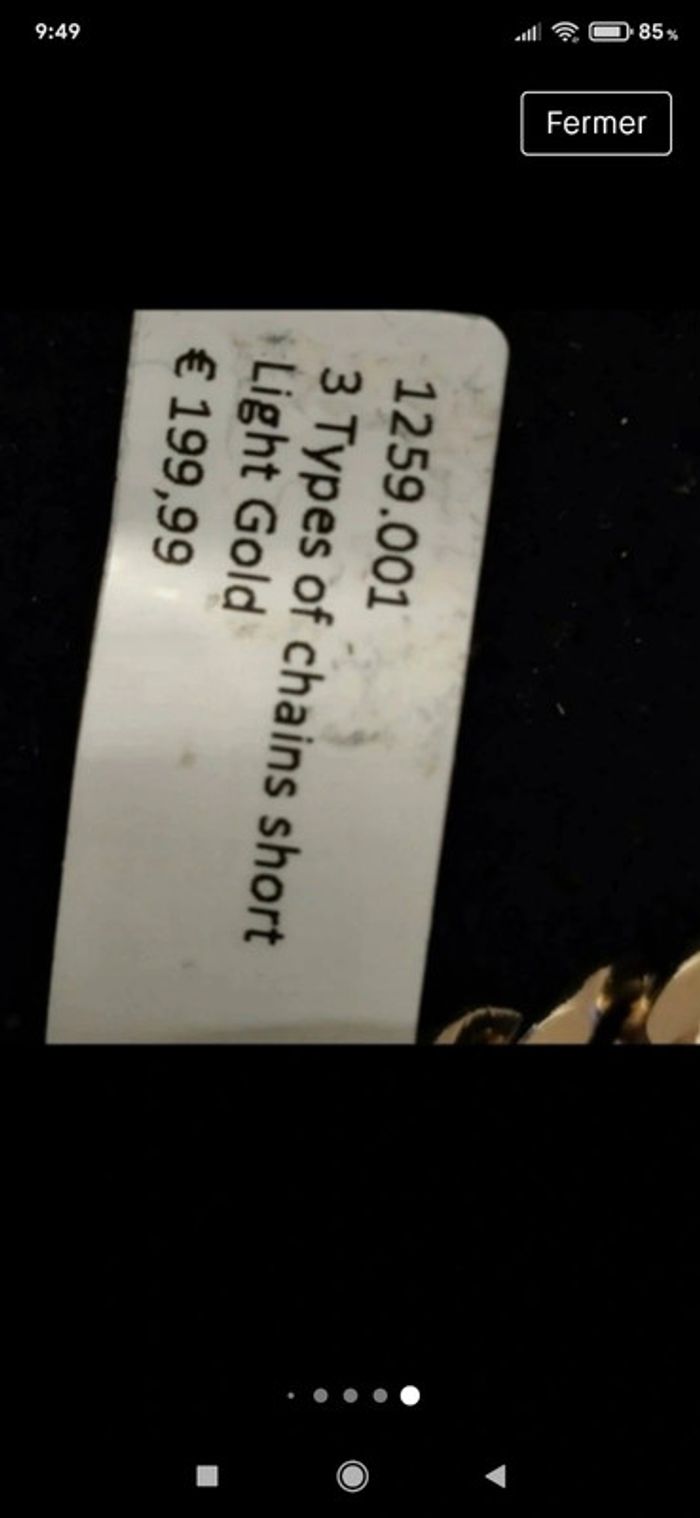 9:49
85%
Fermer
1259.001
3 Types of chains short
Light Gold
€ 199,99